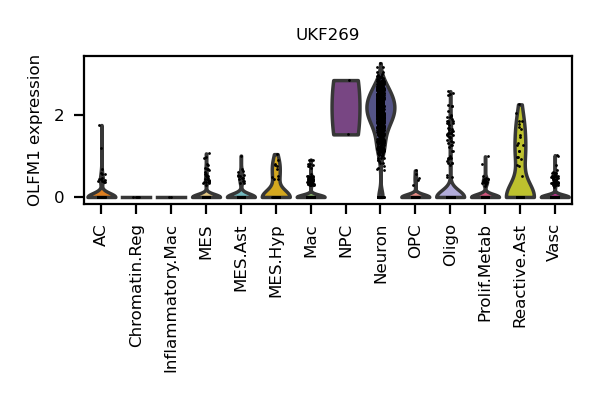 UKF269
OLFM1 expression
2
0
AC
Chromatin.Reg
Inflammatory.Mac
MES
MES.Ast
MES.Hyp
Mac
NPC
Neuron
OPC
Oligo
Prolif.Metab
Reactive.Ast
Vasc